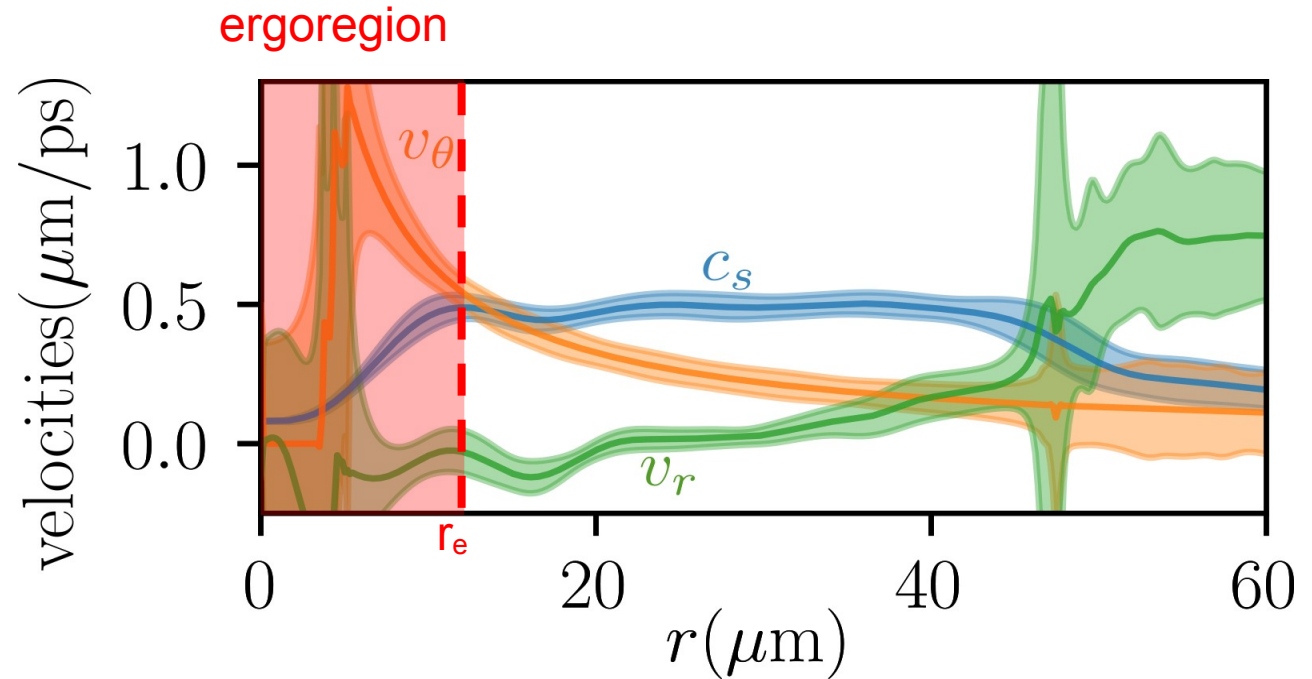 ergoregion
velocities(μm/ps)
1.0
0.5
0.0
v_θ
c_s
v_r
r_e
0
20
40
60
r(μm)